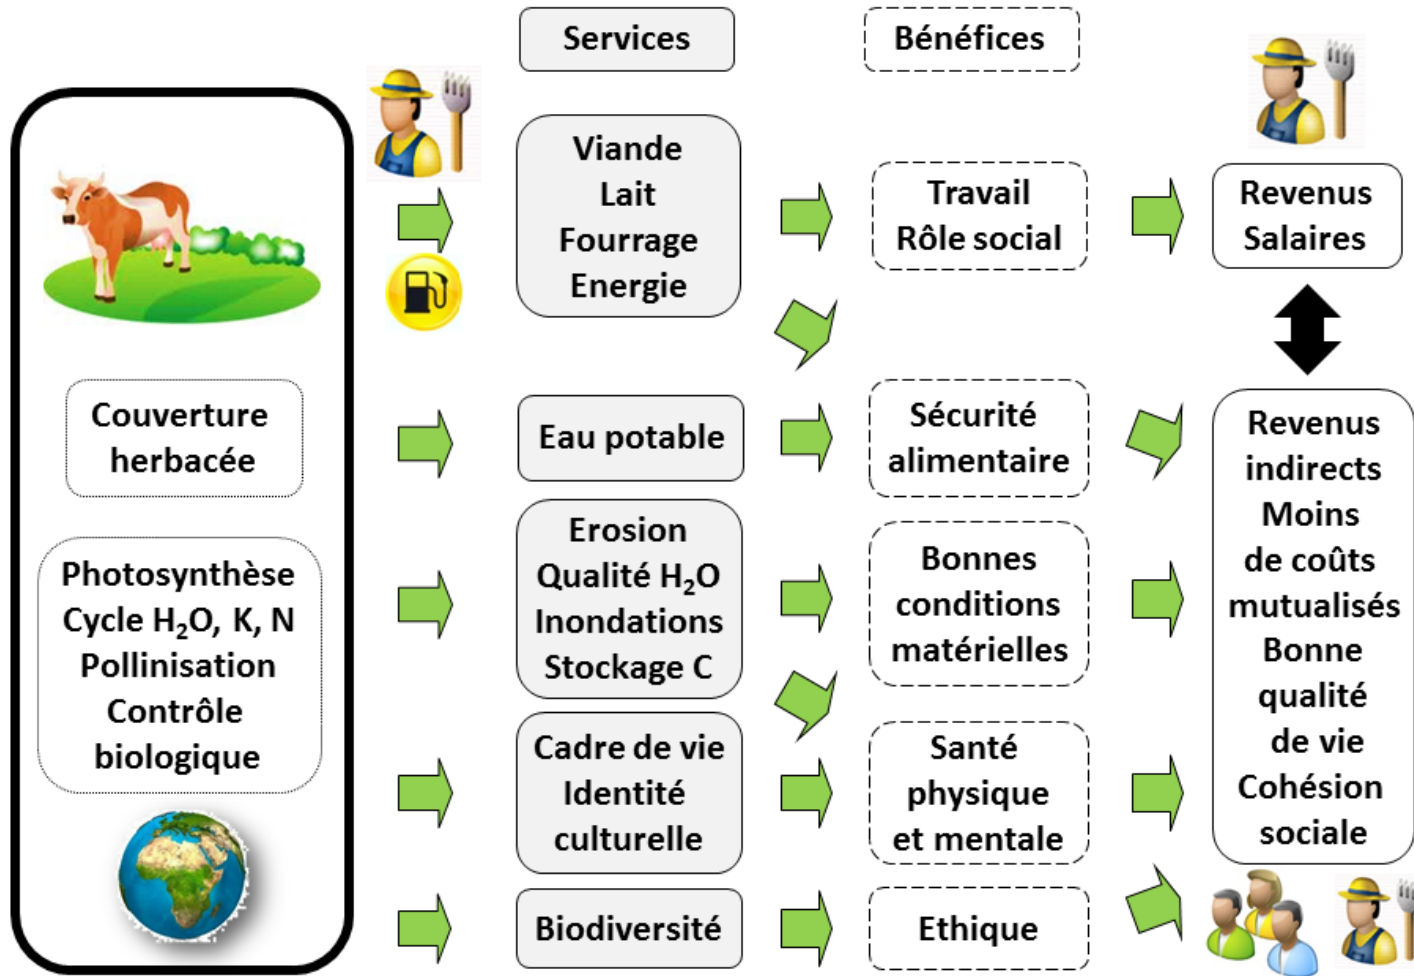 Services
Bénéfices
Viande
Lait
Fourrage
Energie
Travail
Rôle social
Revenus
Salaires
Couverture
herbacée
Eau potable
Sécurité
alimentaire
Photosynthèse
Cycle H₂O, K, N
Pollinisation
Contrôle
biologique
Erosion
Qualité H₂O
Inondations
Stockage C
Bonnes
conditions
matérielles
Revenus
indirects
Moins
de coûts
mutualisés
Bonne
qualité
de vie
Cohésion
sociale
Cadre de vie
Identité
culturelle
Santé
physique
et mentale
Biodiversité
Ethique